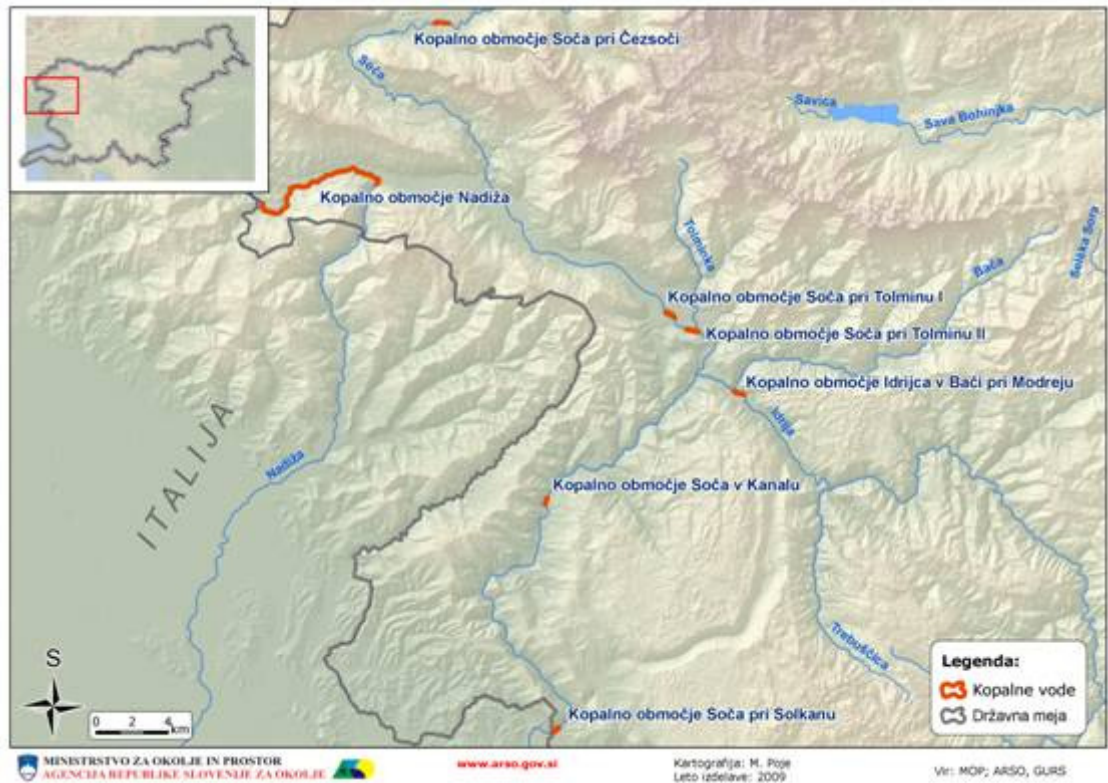 Kopalno območje Soča pri Čezsoči
Soča
Savica
Sava Bohinjka
Kopalno območje Nadiža
Tolminka
Bača
Selška Sora
Kopalno območje Soča pri Tolminu I
Kopalno območje Soča pri Tolminu II
Kopalno območje Idrijca v Bači pri Modreju
Idrija
ITALIJA
Nadiža
Kopalno območje Soča v Kanalu
Trebuščica
Kopalno območje Soča pri Solkanu
S
0 2 4
km
Legenda:
Kopalne vode
Državna meja
MINISTRSTVO ZA OKOLJE IN PROSTOR
AGENCIJA REPUBLIKE SLOVENIJE ZA OKOLJE
www.arso.gov.si
Kartografija: M. Poje
Leto izdelave: 2009
Vir: MOP; ARSO, GURS